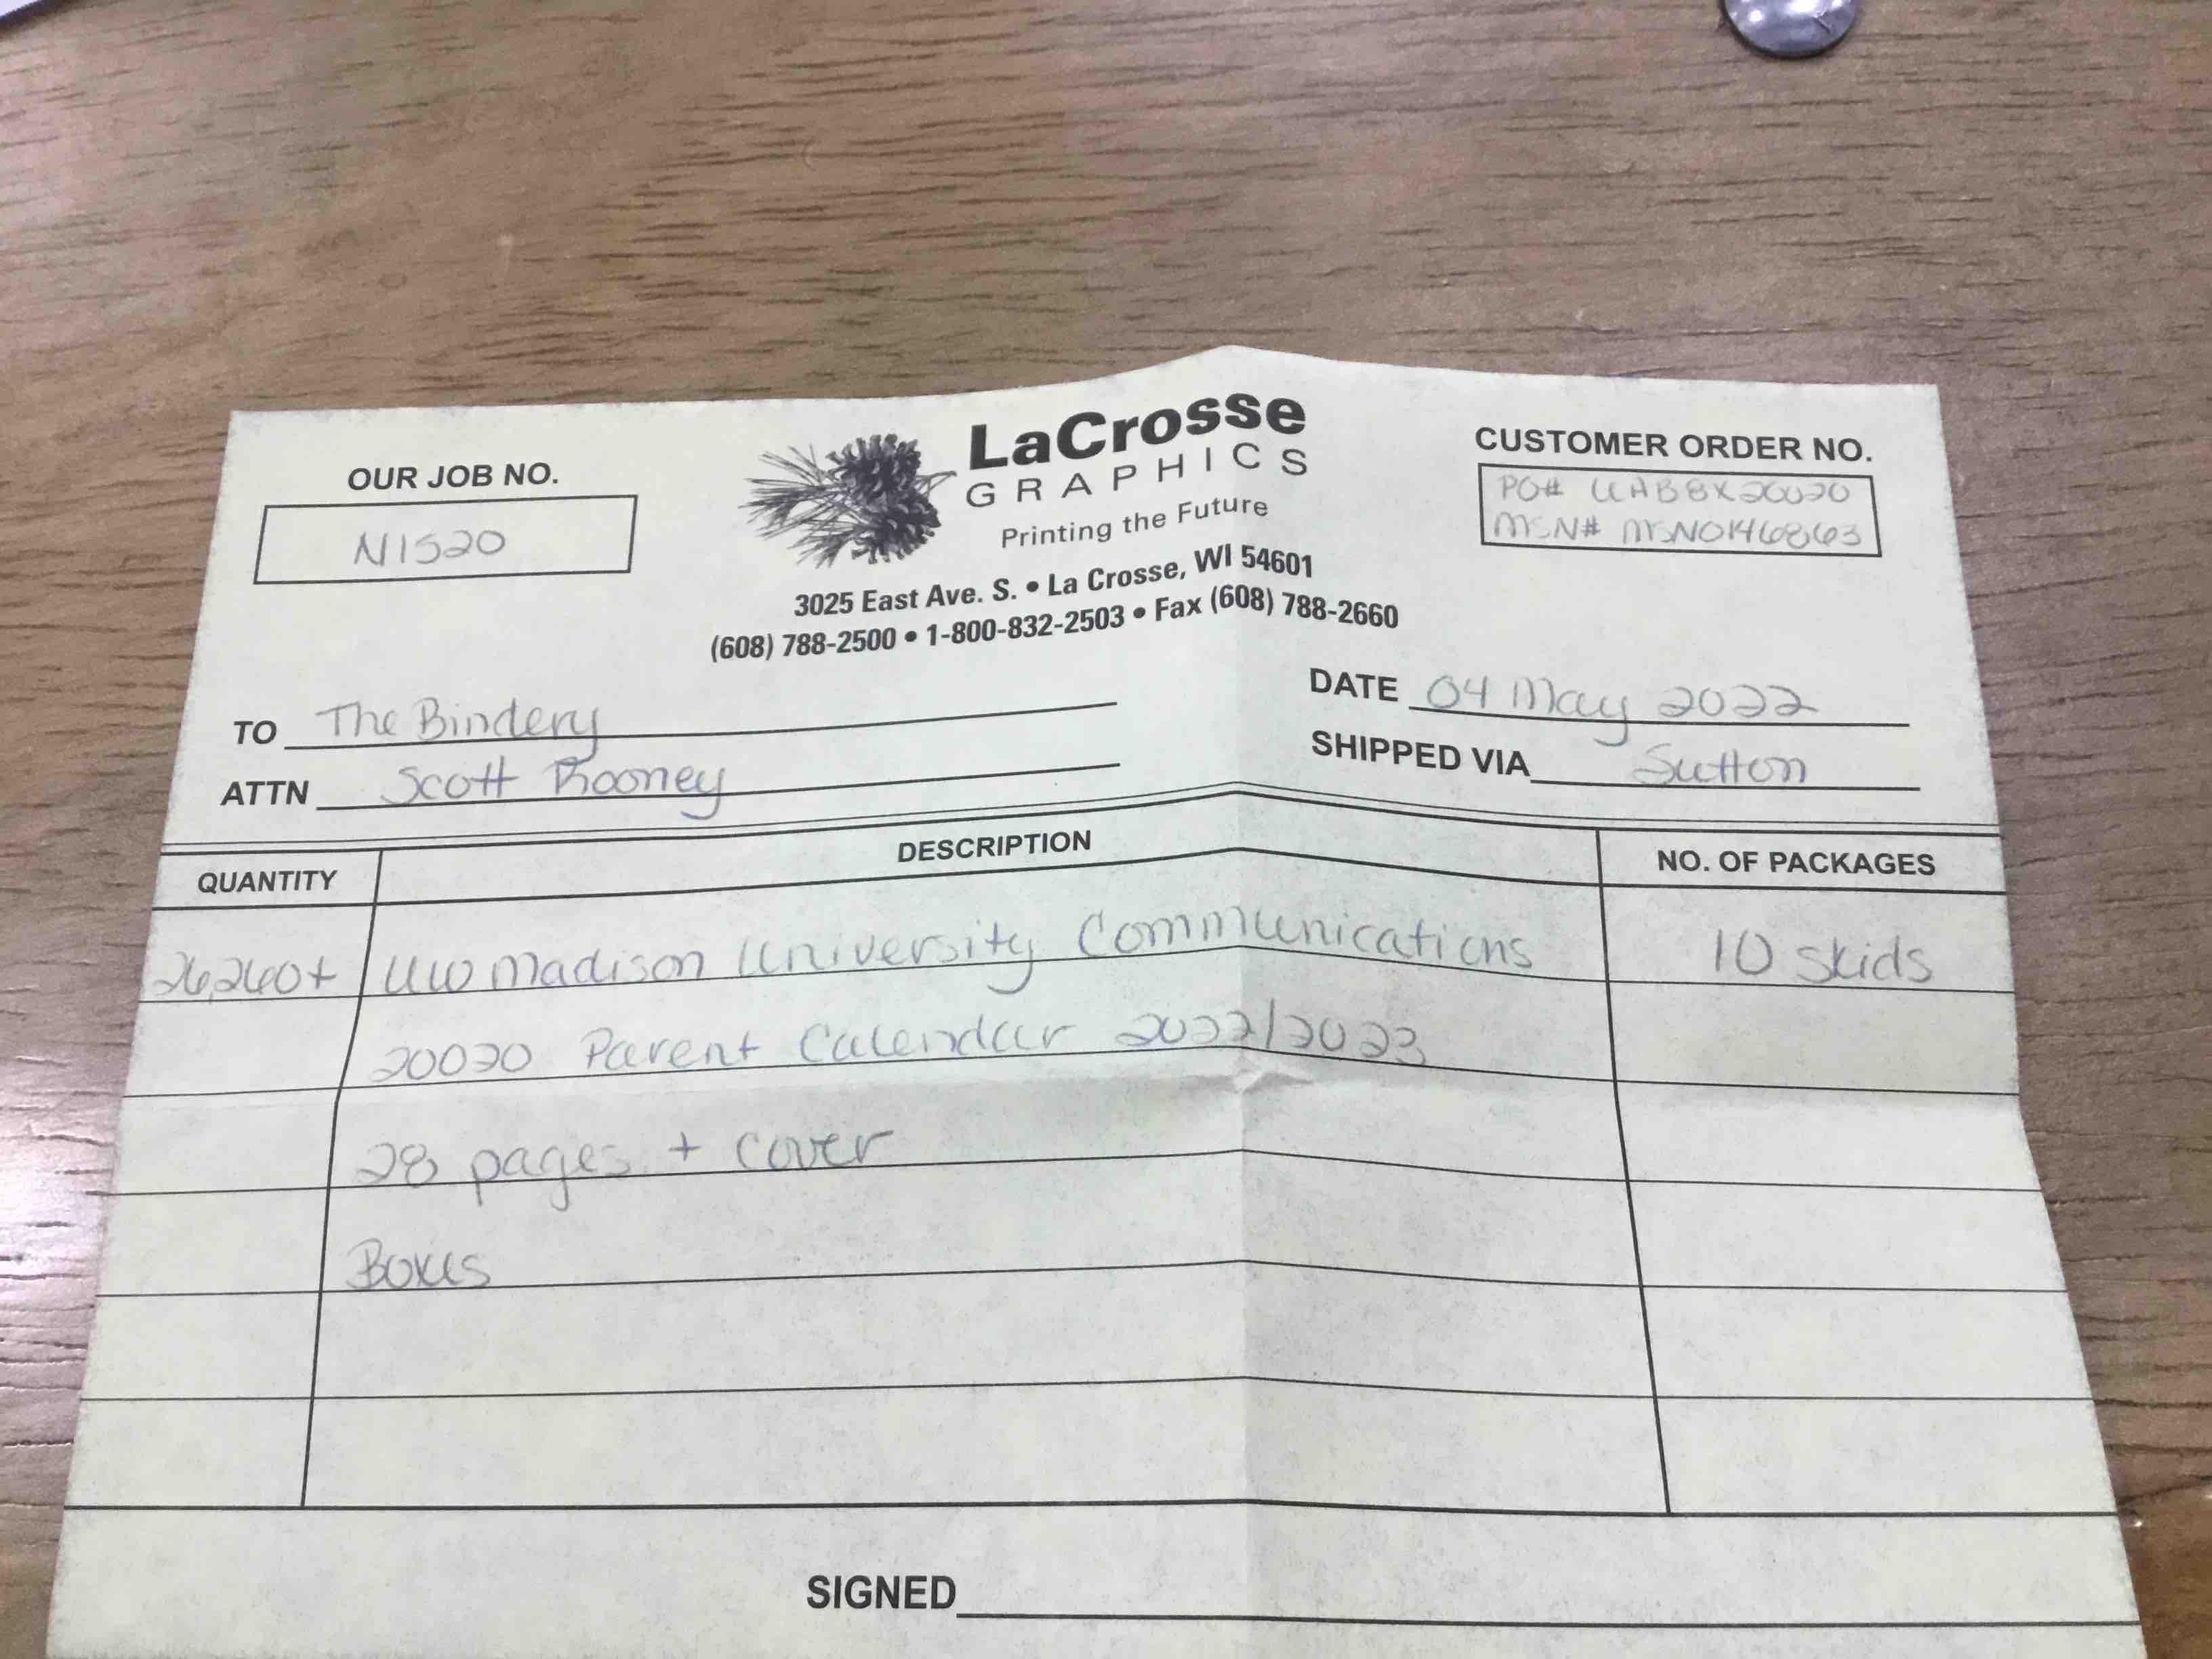 OUR JOB NO.
N1520
LaCrosse
GRAPHICS
Printing the Future
3025 East Ave. S. • La Crosse, WI 54601
(608) 788-2500 • 1-800-832-2503 • Fax (608) 788-2660
CUSTOMER ORDER NO.
PO# UAB8X20020
MSN# MSN0146863
TO The Bindery
ATTN Scott Rooney
DATE 04 May 2022
SHIPPED VIA Sutton
QUANTITY DESCRIPTION NO. OF PACKAGES
26,260+ UW Madison University Communications 10 skids
20020 Parent Calendar 2022/2023
28 pages + cover
Boxes
SIGNED